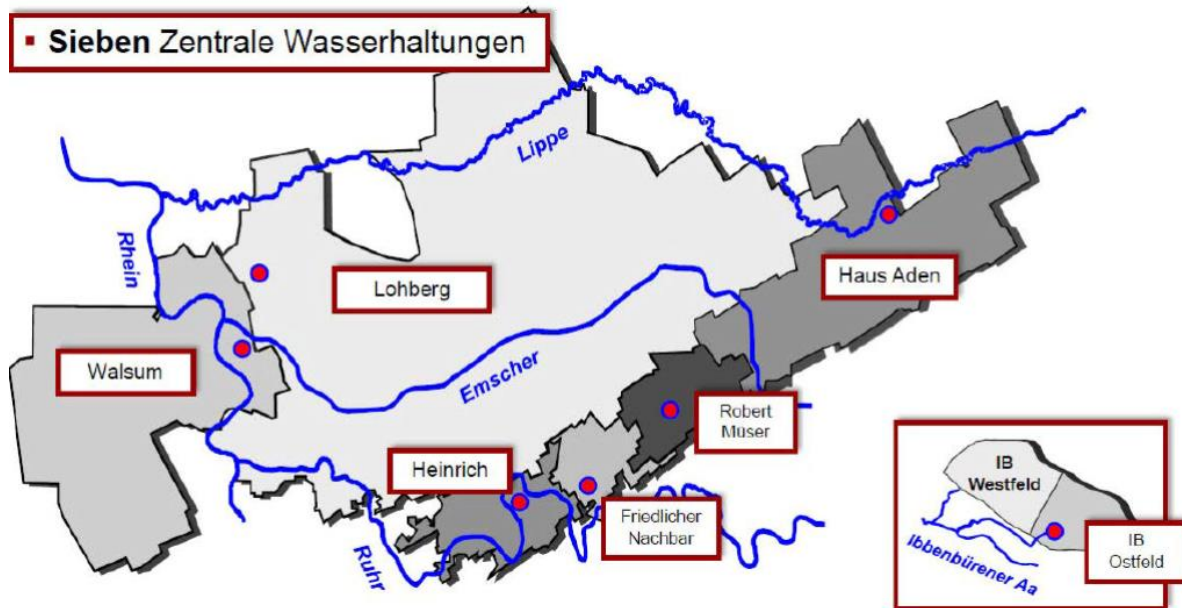 ▪ Sieben Zentrale Wasserhaltungen
Lippe
Rhein
Lohberg
Haus Aden
Walsum
Emscher
Robert
Müser
Heinrich
Friedlicher
Nachbar
Ruhr
IB
Westfeld
IB
Ostfeld
Ibbenbürener Aa